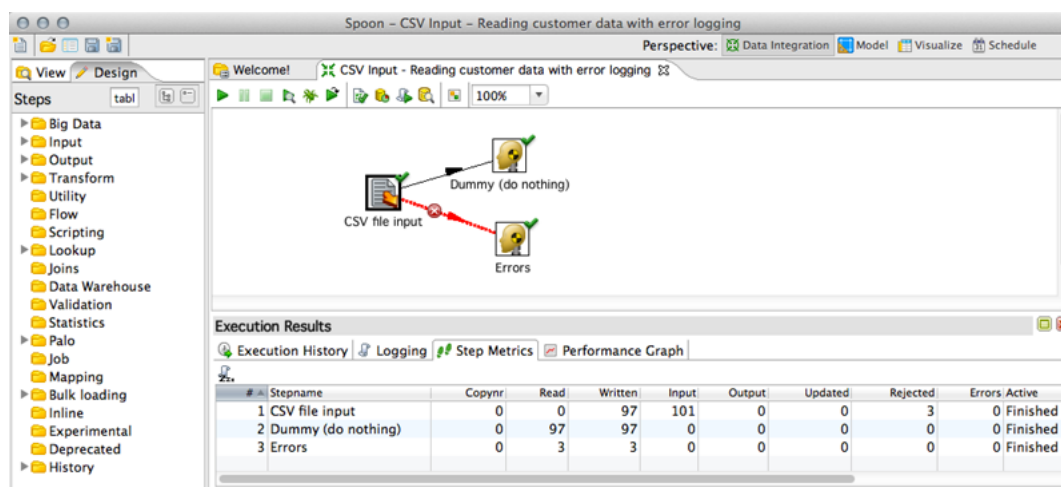 Spoon - CSV Input - Reading customer data with error logging
Perspective: Data Integration Model Visualize Schedule
View Design
Welcome! CSV Input - Reading customer data with error logging
Steps tabl
100%
Big Data
Input
Output
Transform
Utility
Flow
Scripting
Lookup
Joins
Data Warehouse
Validation
Statistics
Palo
Job
Mapping
Bulk loading
Inline
Experimental
Deprecated
History
Dummy (do nothing)
CSV file input
Errors
Execution Results
Execution History Logging Step Metrics Performance Graph
# Stepname Copynr Read Written Input Output Updated Rejected Errors Active
1 CSV file input 0 0 97 101 0 0 3 0 Finished
2 Dummy (do nothing) 0 97 97 0 0 0 0 0 Finished
3 Errors 0 3 3 0 0 0 0 0 Finished